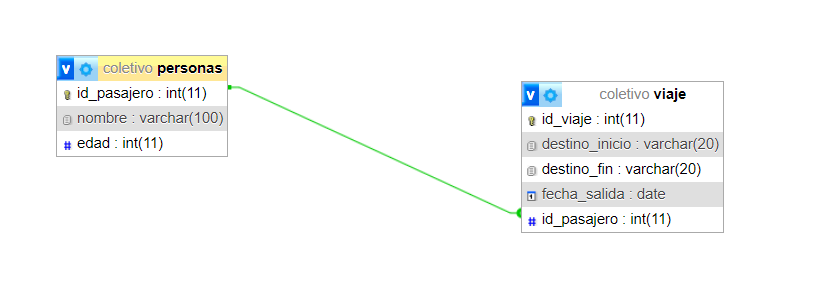 V coletivo personas
id_pasajero : int(11)
nombre : varchar(100)
# edad : int(11)
V coletivo viaje
id_viaje : int(11)
destino_inicio : varchar(20)
destino_fin : varchar(20)
fecha_salida : date
# id_pasajero : int(11)